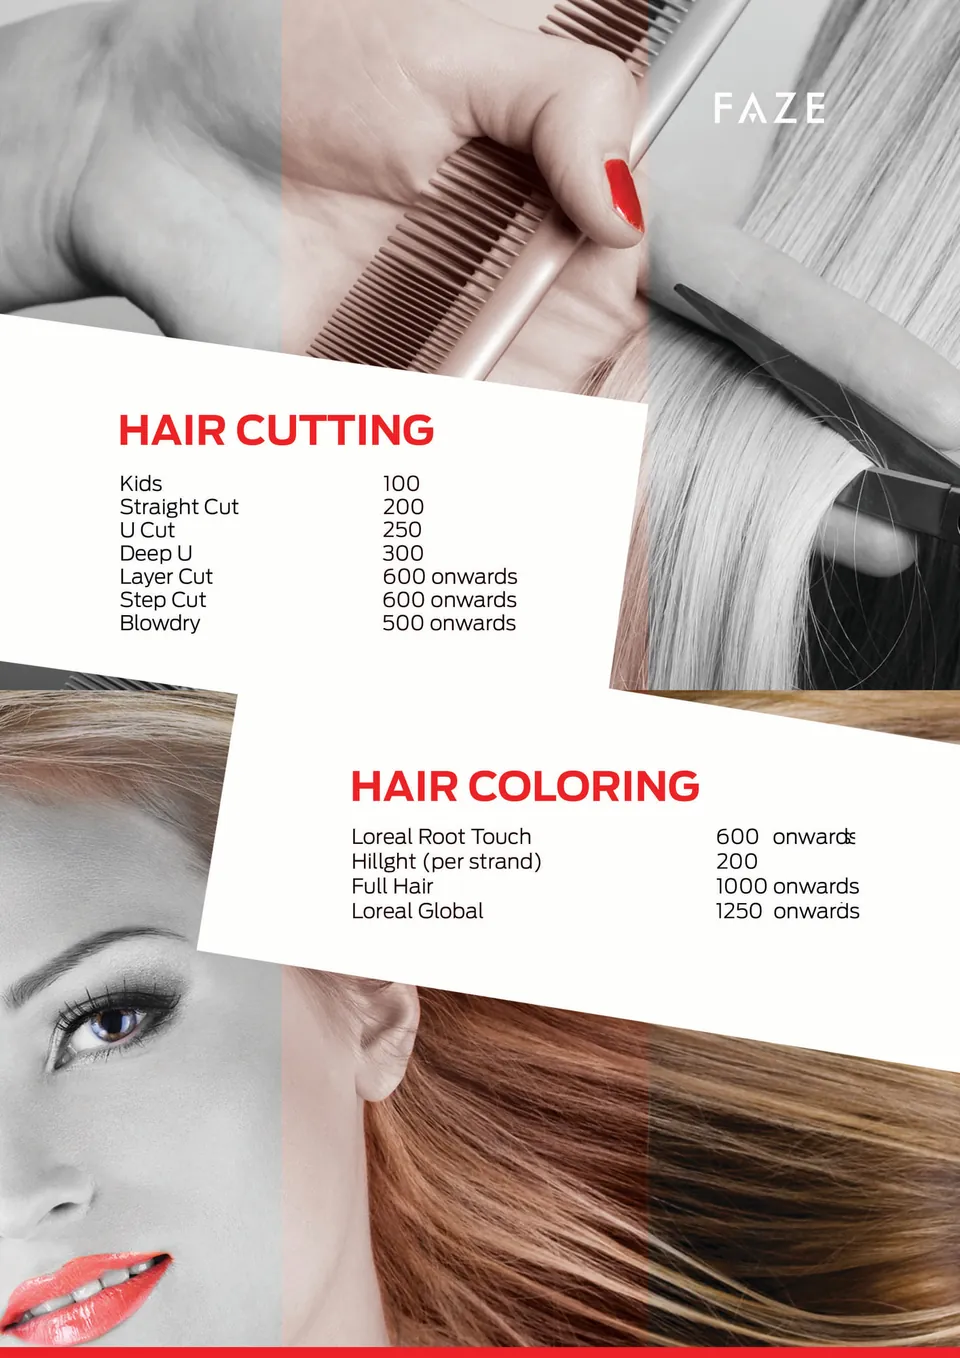 FAZE
HAIR CUTTING
Kids 100
Straight Cut 200
U Cut 250
Deep U 300
Layer Cut 600 onwards
Step Cut 600 onwards
Blowdry 500 onwards
HAIR COLORING
Loreal Root Touch 600 onwards
Hillght (per strand) 200
Full Hair 1000 onwards
Loreal Global 1250 onwards